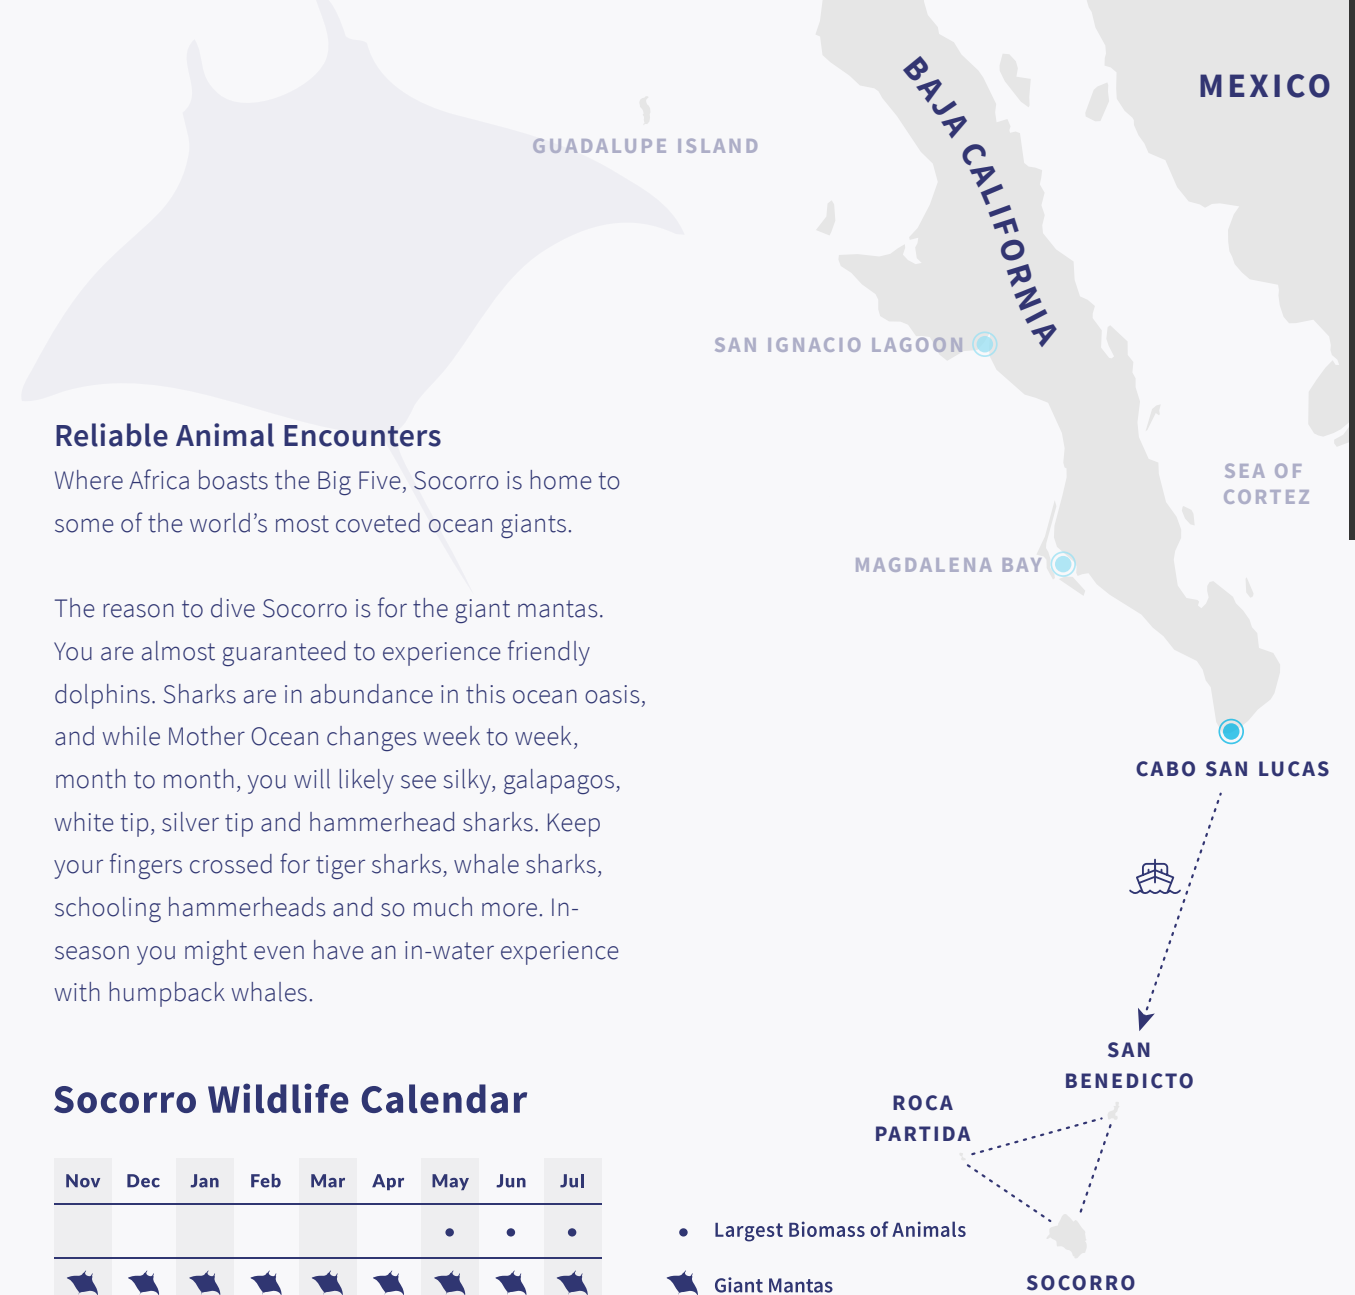 MEXICO
BAJA CALIFORNIA
GUADALUPE ISLAND
SAN IGNACIO LAGOON
SEA OF
CORTEZ
MAGDALENA BAY
CABO SAN LUCAS
SAN
BENEDICTO
ROCA
PARTIDA
SOCORRO
Reliable Animal Encounters
Where Africa boasts the Big Five, Socorro is home to
some of the world’s most coveted ocean giants.
The reason to dive Socorro is for the giant mantas.
You are almost guaranteed to experience friendly
dolphins. Sharks are in abundance in this ocean oasis,
and while Mother Ocean changes week to week,
month to month, you will likely see silky, galapagos,
white tip, silver tip and hammerhead sharks. Keep
your fingers crossed for tiger sharks, whale sharks,
schooling hammerheads and so much more. In-
season you might even have an in-water experience
with humpback whales.
Socorro Wildlife Calendar
Nov Dec Jan Feb Mar Apr May Jun Jul
Largest Biomass of Animals
Giant Mantas